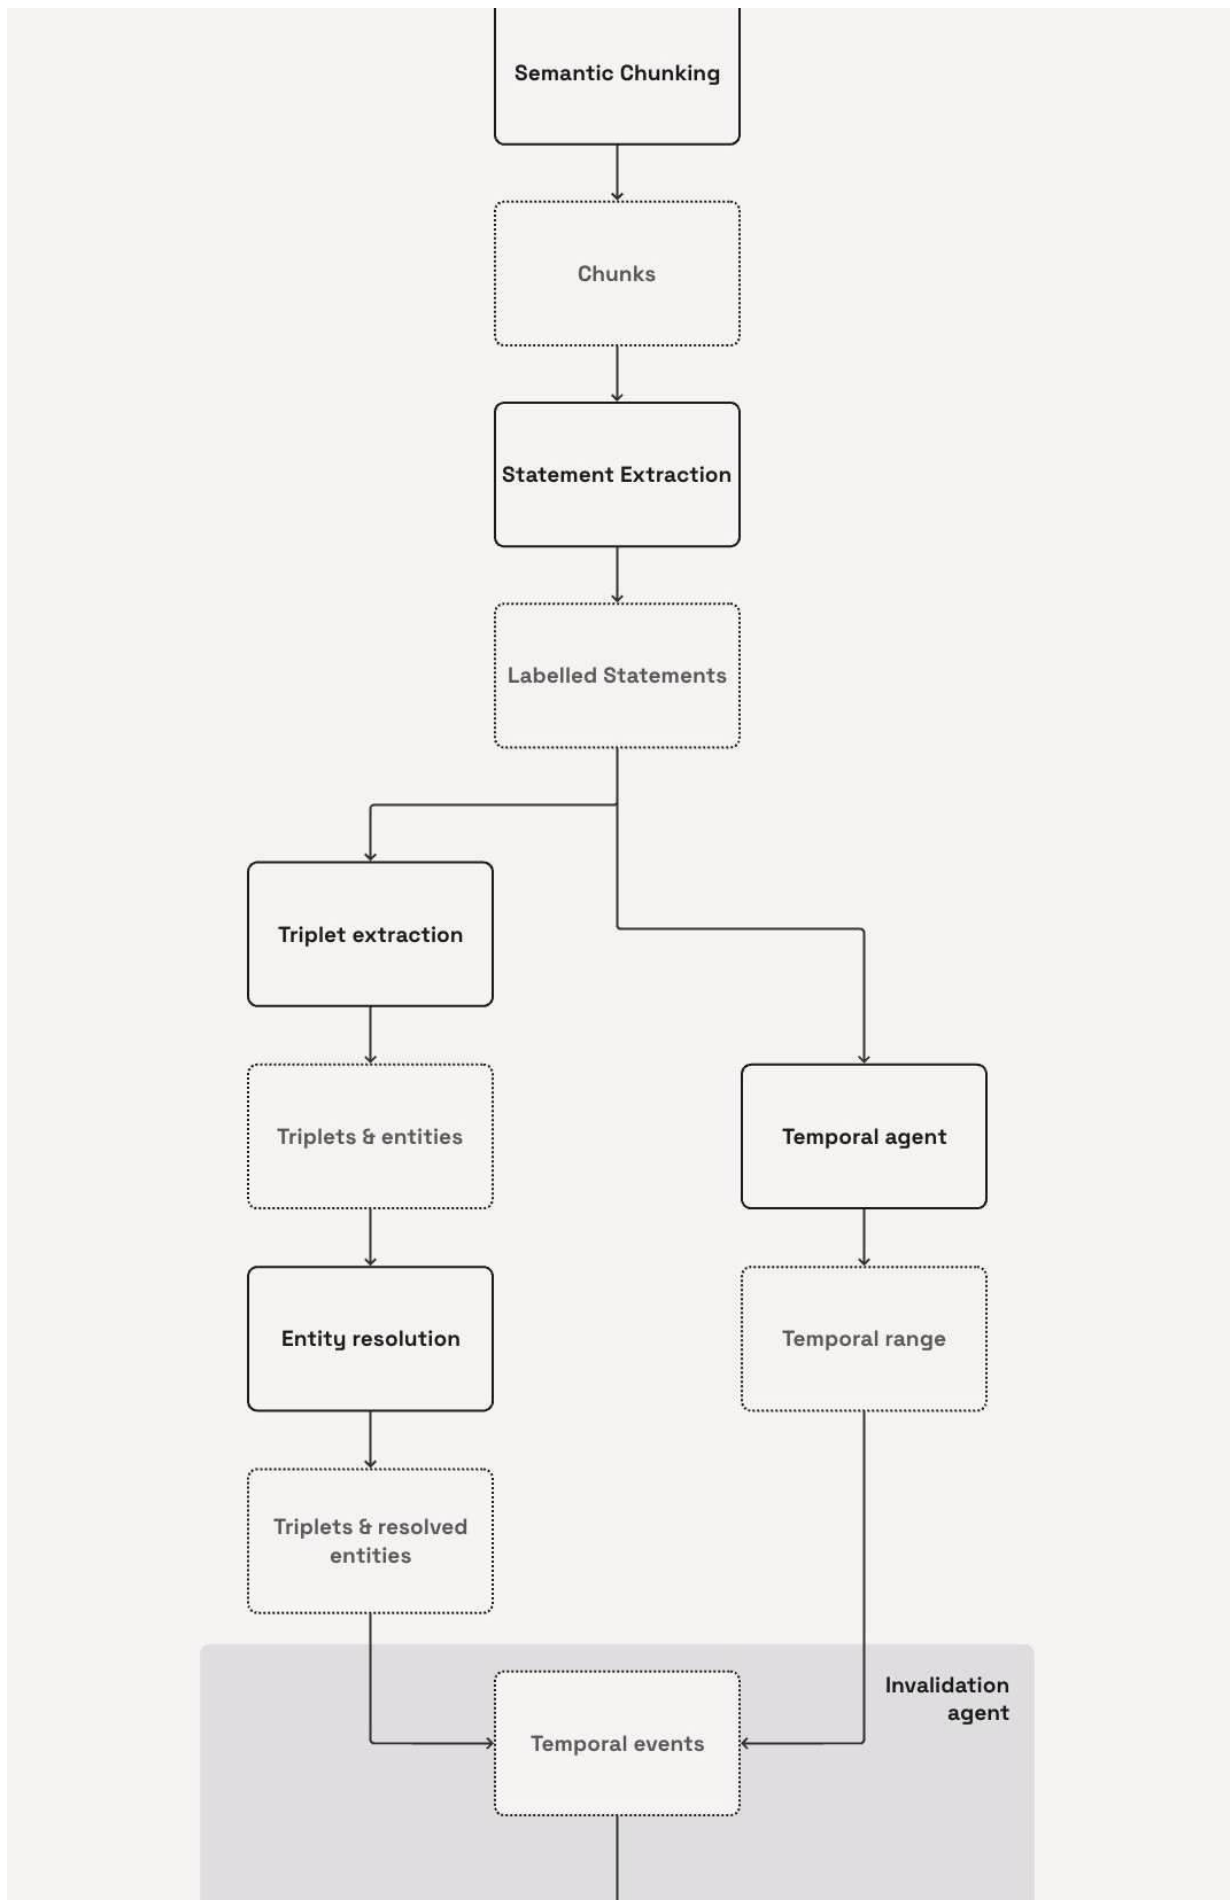 Semantic Chunking
Chunks
Statement Extraction
Labelled Statements
Triplet extraction
Triplets & entities
Temporal agent
Entity resolution
Temporal range
Triplets & resolved
entities
Invalidation
agent
Temporal events